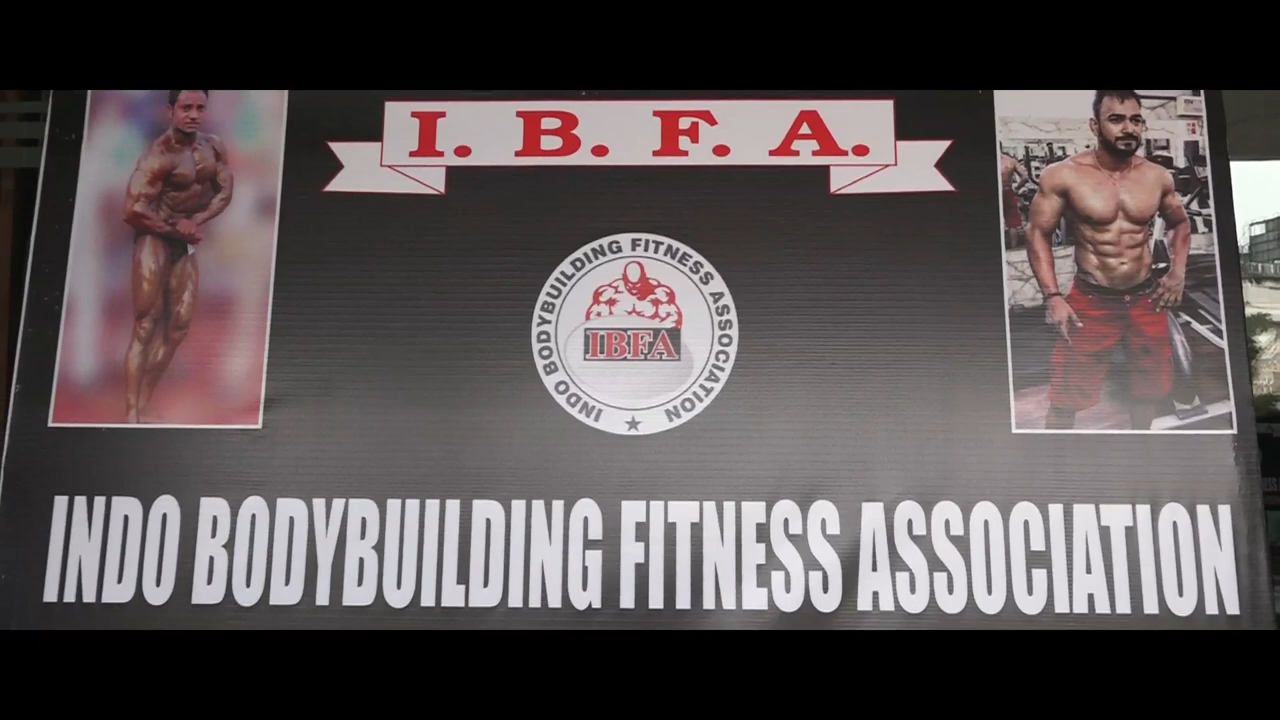 I. B. F. A.
INDO BODYBUILDING FITNESS ASSOCIATION
IBFA
INDO BODYBUILDING FITNESS ASSOCIATION